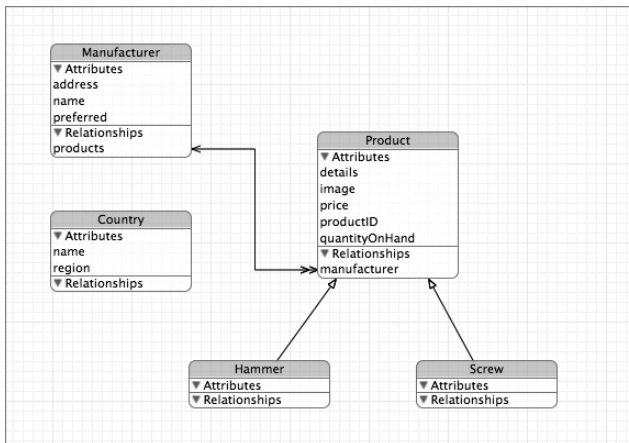 Manufacturer
▼ Attributes
address
name
preferred
▼ Relationships
products
Country
▼ Attributes
name
region
▼ Relationships
Product
▼ Attributes
details
image
price
productID
quantityOnHand
▼ Relationships
manufacturer
Hammer
▼ Attributes
▼ Relationships
Screw
▼ Attributes
▼ Relationships